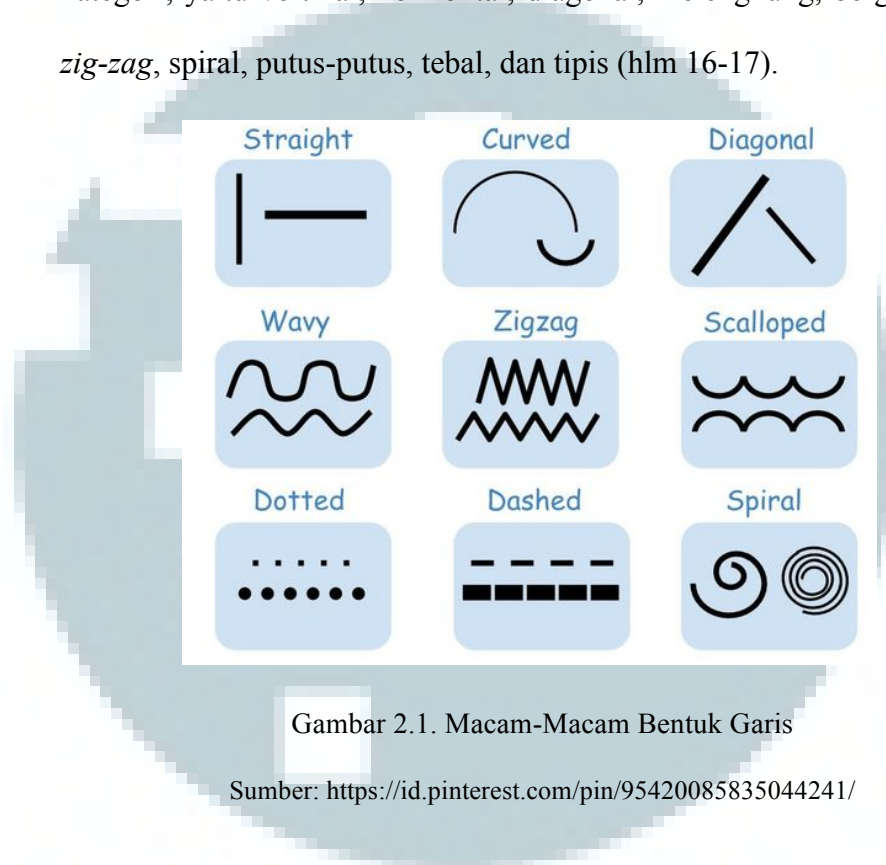 zig-zag, spiral, putus-putus, tebal, dan tipis (hlm 16-17).
Straight Curved Diagonal
Wavy Zigzag Scalloped
Dotted Dashed Spiral
Gambar 2.1. Macam-Macam Bentuk Garis
Sumber: https://id.pinterest.com/pin/95420085835044241/